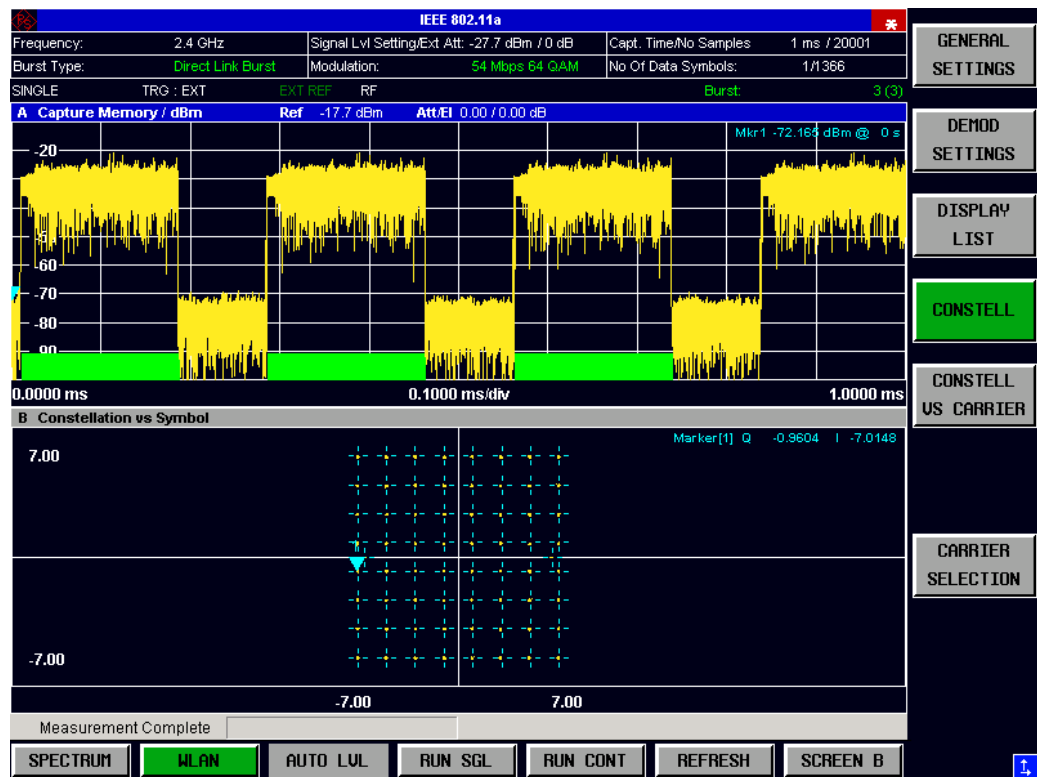 IEEE 802.11a
Frequency: 2.4 GHz Signal Lvl Setting/Ext Att: -27.7 dBm / 0 dB Capt. Time/No Samples 1 ms / 20001
Burst Type: Direct Link Burst Modulation: 54 Mbps 64 QAM No Of Data Symbols: 1/1366
SINGLE TRG : EXT EXT REF RF Burst: 3 (3)
A Capture Memory / dBm Ref -17.7 dBm Att/El 0.00 / 0.00 dB
Mkr1 -72.166 dBm @ 0 s
-20
-60
-70
-80
0.0000 ms 0.1000 ms/div 1.0000 ms
B Constellation vs Symbol
Marker[1] Q -0.9604 I -7.0148
7.00
-7.00
-7.00 7.00
Measurement Complete
SPECTRUM WLAN AUTO LVL RUN SGL RUN CONT REFRESH SCREEN B
GENERAL
SETTINGS
DEMOD
SETTINGS
DISPLAY
LIST
CONSTELL
CONSTELL
VS CARRIER
CARRIER
SELECTION